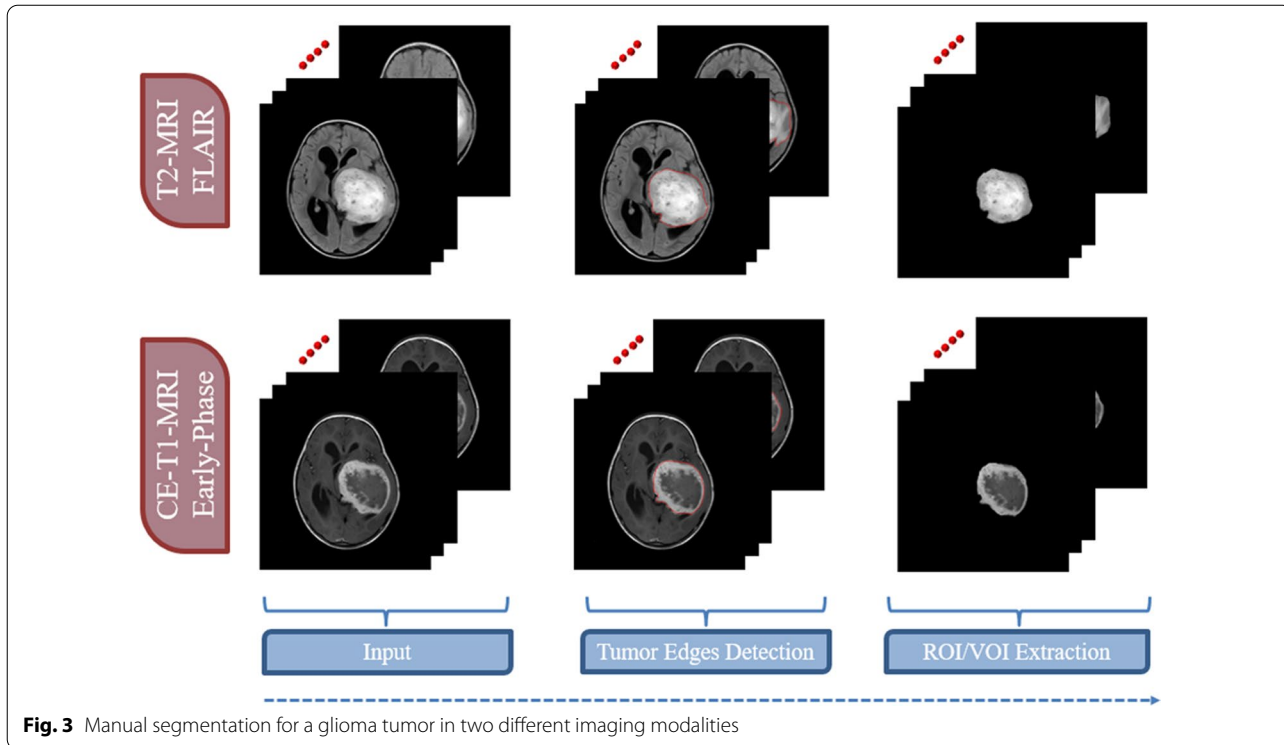 T2-MRI
FLAIR
CE-T1-MRI
Early-Phase
Input
Tumor Edges Detection
ROI/VOI Extraction
Fig. 3 Manual segmentation for a glioma tumor in two different imaging modalities